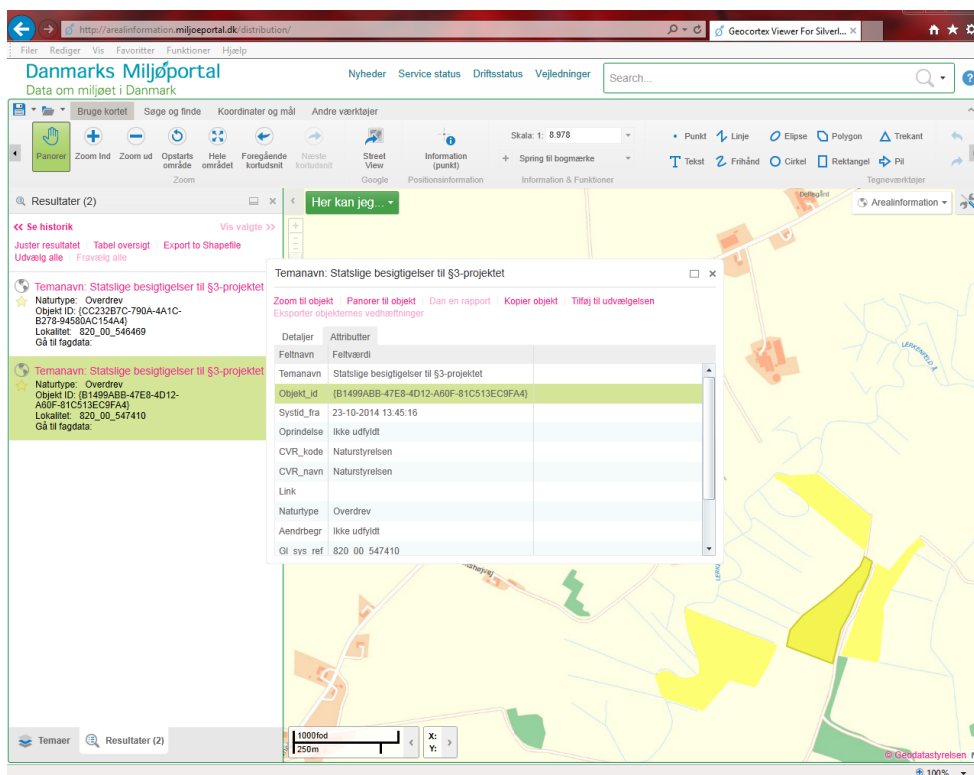 http://arealinformation.miljoeportal.dk/distribution/
Geocortex Viewer For Silverl...
Filer Rediger Vis Favoritter Funktioner Hjælp
Danmarks Miljøportal
Data om miljøet i Danmark
Nyheder Service status Driftsstatus Vejledninger
Search...
Bruge kortet Søge og finde Koordinater og mål Andre værktøjer
Panorer
Zoom Ind
Zoom ud
Opstarts område
Hele området
Foregående kortudsnit
Næste kortudsnit
Zoom
Street View
Google
Information (punkt)
Positionsinformation
Skala: 1: 8.978
+ Spring til bogmærke
Information & Funktioner
Punkt Linje Elipse Polygon Trekant
Tekst Frihånd Cirkel Rektangel Pil
Tegneværktøjer
Resultater (2)
Her kan jeg...
Arealinformation
<< Se historik Vis valgte >>
Juster resultatet Tabel oversigt Export to Shapefile
Udvælg alle Fravælg alle
Temanavn: Statslige besigtigelser til §3-projektet
Naturtype: Overdrev
Objekt ID: {CC232B7C-790A-4A1C-
B278-94580AC154A4}
Lokalitet: 820_00_546469
Gå til fagdata:
Temanavn: Statslige besigtigelser til §3-projektet
Naturtype: Overdrev
Objekt ID: {B1499ABB-47E8-4D12-
A60F-81C513EC9FA4}
Lokalitet: 820_00_547410
Gå til fagdata:
Temanavn: Statslige besigtigelser til §3-projektet
Zoom til objekt Panorer til objekt Dan en rapport Kopier objekt Tilføj til udvælgelsen
Eksporter objekternes vedhæftninger
Detaljer Attributter
Feltnavn Feltværdi
Temanavn Statslige besigtigelser til §3-projektet
Objekt_id {B1499ABB-47E8-4D12-A60F-81C513EC9FA4}
Systid_fra 23-10-2014 13:45:16
Oprindelse Ikke udfyldt
CVR_kode Naturstyrelsen
CVR_navn Naturstyrelsen
Link
Naturtype Overdrev
Aendrbegr Ikke udfyldt
Gl_sys_ref 820_00_547410
LERKENFELD Å
1000fod
250m
X:
Y:
Temaer Resultater (2)
© Geodatastyrelsen
100%